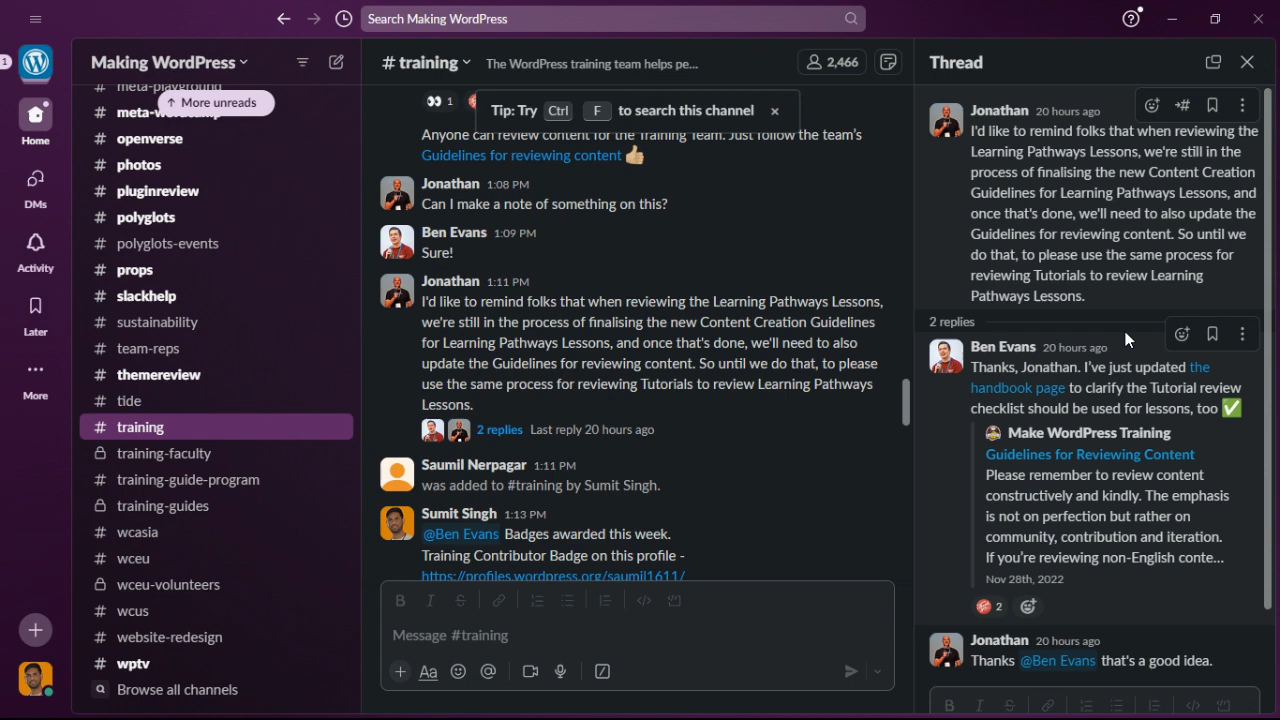 Search Making WordPress
1
Home
DMs
Activity
Later
More
Making WordPress
meta-playground
More unreads
# openverse
# photos
# pluginreview
# polyglots
# polyglots-events
# props
# slackhelp
# sustainability
# team-reps
# themereview
# tide
# training
training-faculty
# training-guide-program
training-guides
# wcasia
# wceu
wceu-volunteers
# wcus
# website-redesign
# wptv
Browse all channels
# training
The WordPress training team helps pe...
2,466
1
Tip: Try Ctrl F to search this channel
Anyone can review content for the Training Team. Just follow the team's
Guidelines for reviewing content
Jonathan 1:08 PM
Can I make a note of something on this?
Ben Evans 1:09 PM
Sure!
Jonathan 1:11 PM
I'd like to remind folks that when reviewing the Learning Pathways Lessons,
we're still in the process of finalising the new Content Creation Guidelines
for Learning Pathways Lessons, and once that's done, we'll need to also
update the Guidelines for reviewing content. So until we do that, to please
use the same process for reviewing Tutorials to review Learning Pathways
Lessons.
2 replies Last reply 20 hours ago
Saumil Nerpagar 1:11 PM
was added to #training by Sumit Singh.
Sumit Singh 1:13 PM
@Ben Evans Badges awarded this week.
Training Contributor Badge on this profile -
https://profiles.wordpress.org/saumil1611/
B I S
Message #training
Aa
Thread
Jonathan 20 hours ago
I'd like to remind folks that when reviewing the
Learning Pathways Lessons, we're still in the
process of finalising the new Content Creation
Guidelines for Learning Pathways Lessons, and
once that's done, we'll need to also update the
Guidelines for reviewing content. So until we
do that, to please use the same process for
reviewing Tutorials to review Learning
Pathways Lessons.
2 replies
Ben Evans 20 hours ago
Thanks, Jonathan. I've just updated the
handbook page to clarify the Tutorial review
checklist should be used for lessons, too
Make WordPress Training
Guidelines for Reviewing Content
Please remember to review content
constructively and kindly. The emphasis
is not on perfection but rather on
community, contribution and iteration.
If you're reviewing non-English conte...
Nov 28th, 2022
2
Jonathan 20 hours ago
Thanks @Ben Evans that's a good idea.
B I S